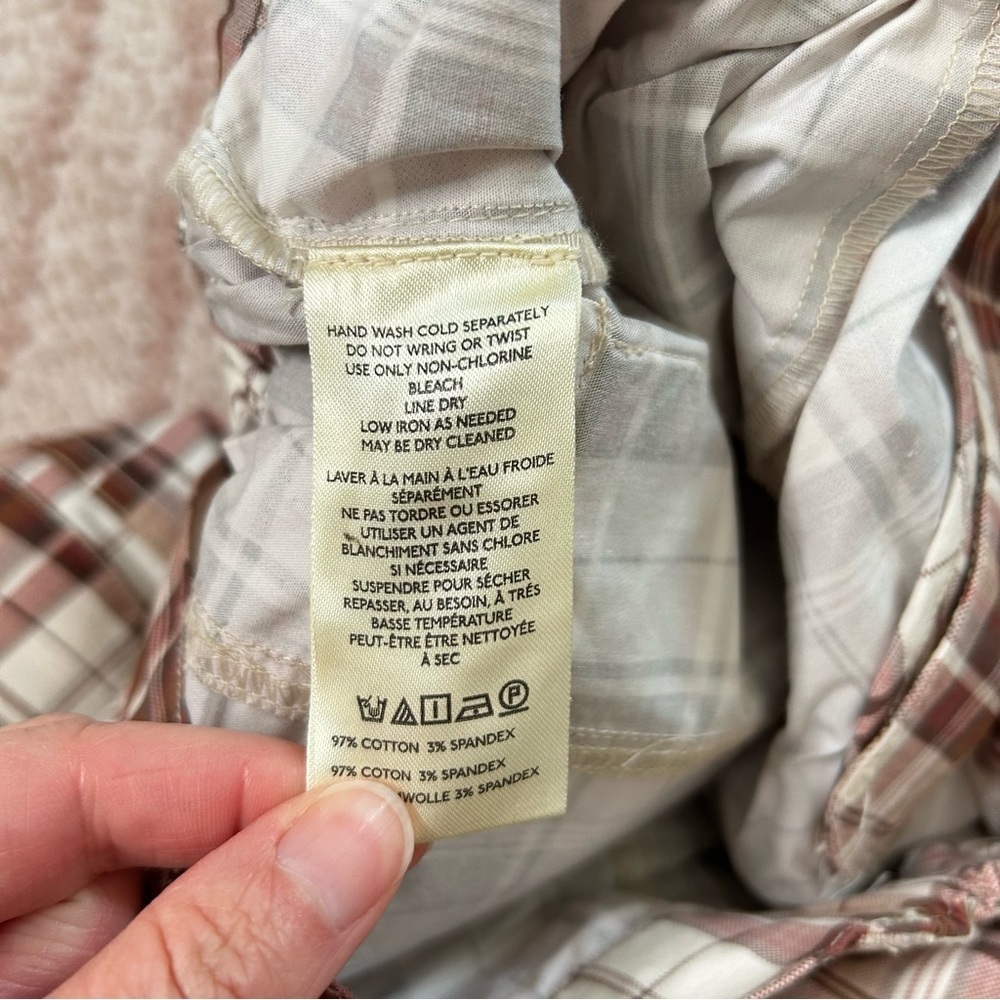 HAND WASH COLD SEPARATELY
DO NOT WRING OR TWIST
USE ONLY NON-CHLORINE
BLEACH
LINE DRY
LOW IRON AS NEEDED
MAY BE DRY CLEANED
LAVER À LA MAIN À L'EAU FROIDE
SÉPARÉMENT
NE PAS TORDRE OU ESSORER
UTILISER UN AGENT DE
BLANCHIMENT SANS CHLORE
SI NÉCESSAIRE
SUSPENDRE POUR SÉCHER
REPASSER, AU BESOIN, À TRÉS
BASSE TEMPÉRATURE
PEUT-ÊTRE ÊTRE NETTOYÉE
À SEC
P
97% COTTON 3% SPANDEX
97% COTON 3% SPANDEX
WOLLE 3% SPANDEX